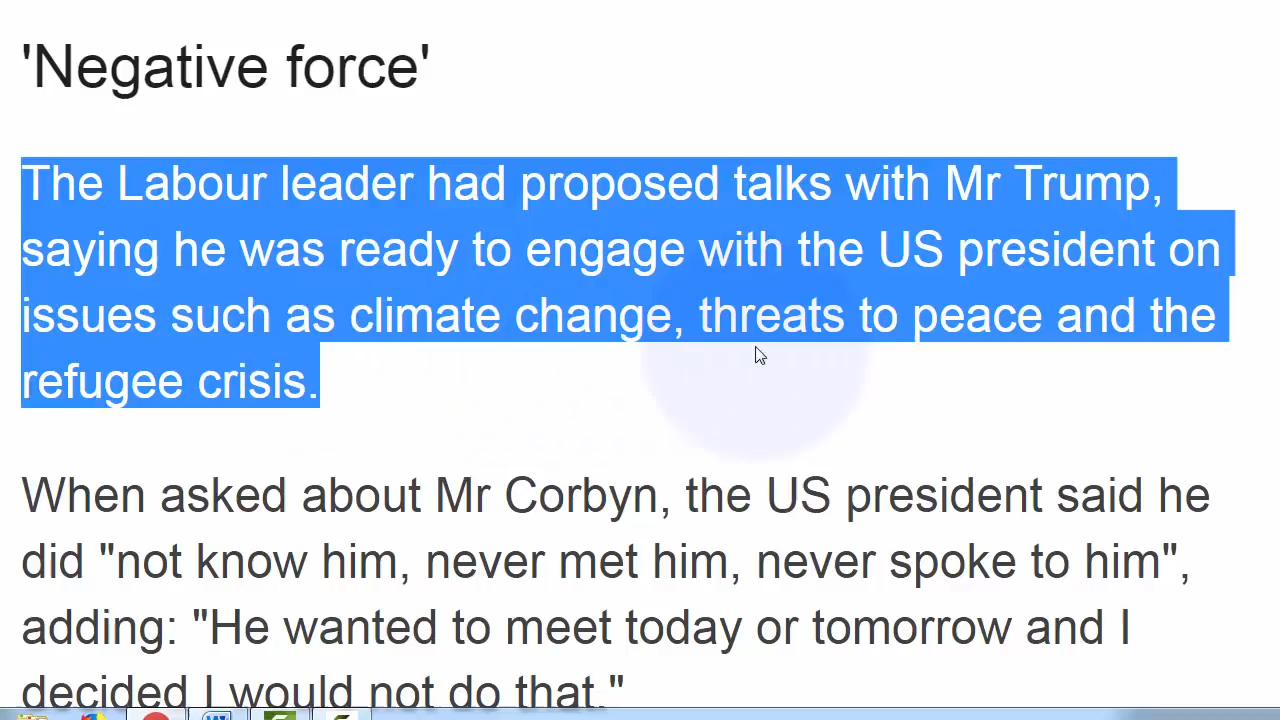 'Negative force'
The Labour leader had proposed talks with Mr Trump,
saying he was ready to engage with the US president on
issues such as climate change, threats to peace and the
refugee crisis.
When asked about Mr Corbyn, the US president said he
did "not know him, never met him, never spoke to him",
adding: "He wanted to meet today or tomorrow and I
decided I would not do that."